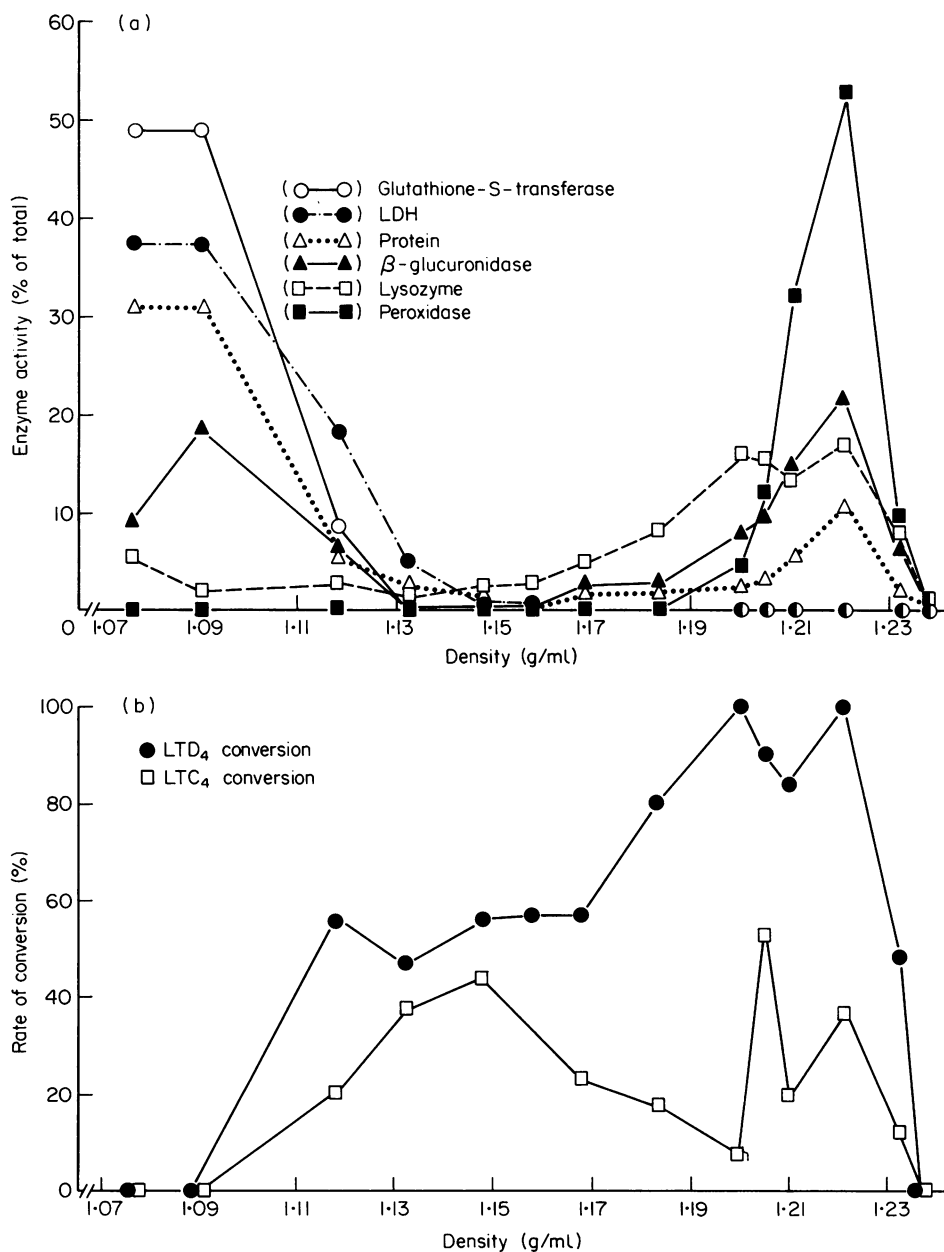 (a)
60
50
40
30
20
10
0
Enzyme activity (% of total)
( ) Glutathione-S-transferase
( ) LDH
( ) Protein
( ) β-glucuronidase
( ) Lysozyme
( ) Peroxidase
1·07 1·09 1·11 1·13 1·15 1·17 1·19 1·21 1·23
Density (g/ml)
(b)
100
80
60
40
20
0
Rate of conversion (%)
LTD₄ conversion
LTC₄ conversion
1·07 1·09 1·11 1·13 1·15 1·17 1·19 1·21 1·23
Density (g/ml)